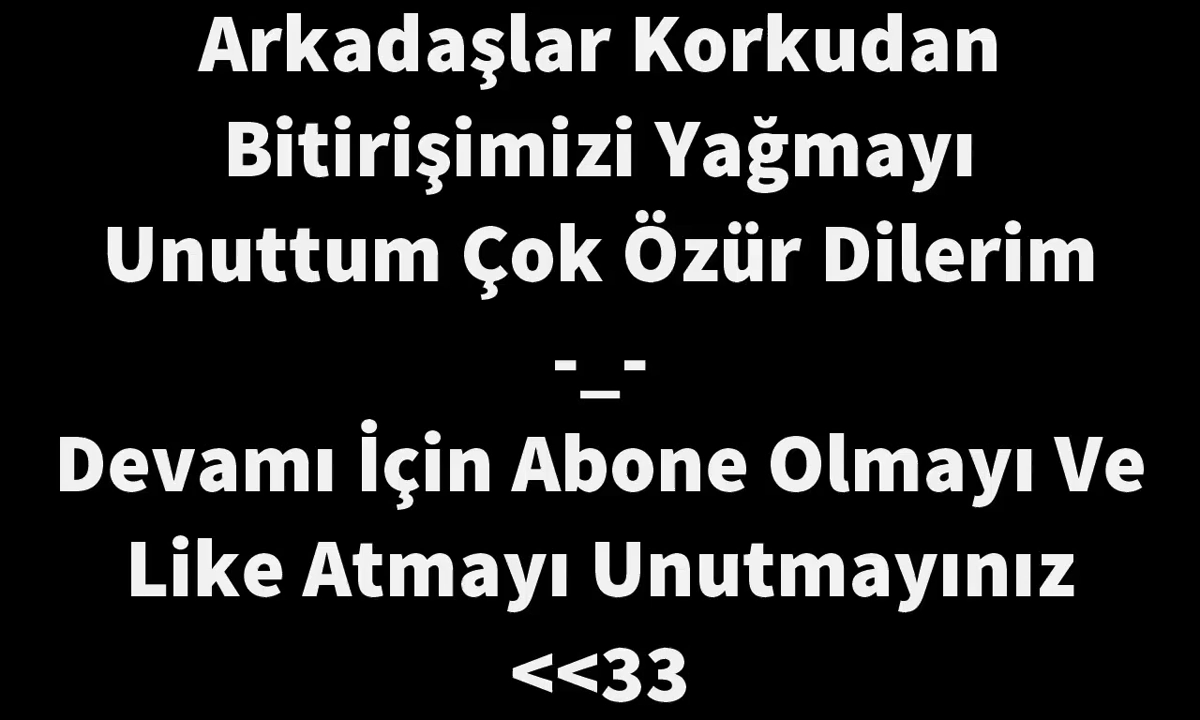 Arkadaşlar Korkudan
Bitirişimizi Yağmayı
Unuttum Çok Özür Dilerim
-_-
Devamı İçin Abone Olmayı Ve
Like Atmayı Unutmayınız
<<33